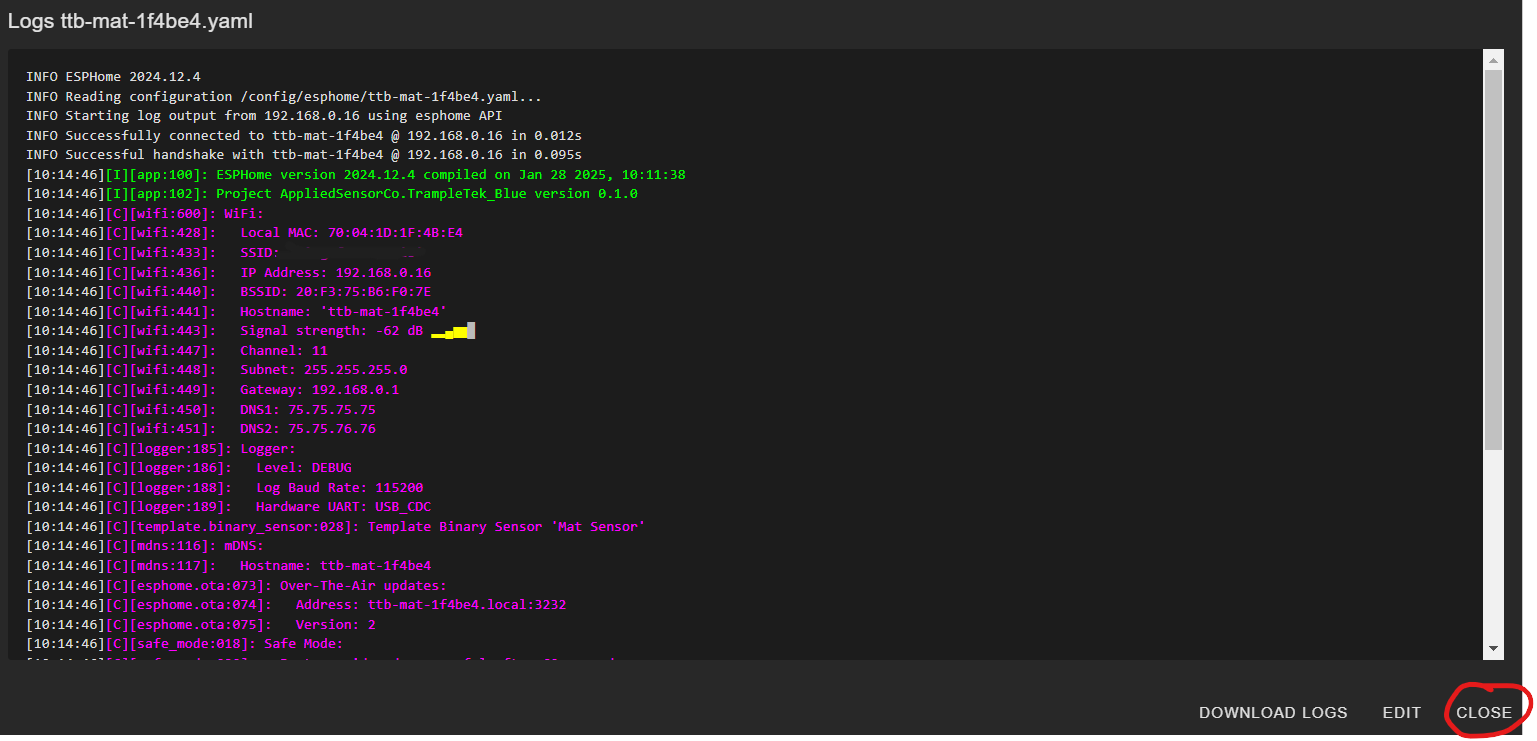 Logs ttb-mat-1f4be4.yaml
INFO ESPHome 2024.12.4
INFO Reading configuration /config/esphome/ttb-mat-1f4be4.yaml...
INFO Starting log output from 192.168.0.16 using esphome API
INFO Successfully connected to ttb-mat-1f4be4 @ 192.168.0.16 in 0.012s
INFO Successful handshake with ttb-mat-1f4be4 @ 192.168.0.16 in 0.095s
[10:14:46][I][app:100]: ESPHome version 2024.12.4 compiled on Jan 28 2025, 10:11:38
[10:14:46][I][app:102]: Project AppliedSensorCo.TrampleTek_Blue version 0.1.0
[10:14:46][C][wifi:600]: WiFi:
[10:14:46][C][wifi:428]:   Local MAC: 70:04:1D:1F:4B:E4
[10:14:46][C][wifi:433]:   SSID:
[10:14:46][C][wifi:436]:   IP Address: 192.168.0.16
[10:14:46][C][wifi:440]:   BSSID: 20:F3:75:B6:F0:7E
[10:14:46][C][wifi:441]:   Hostname: 'ttb-mat-1f4be4'
[10:14:46][C][wifi:443]:   Signal strength: -62 dB ▂▄▆█
[10:14:46][C][wifi:447]:   Channel: 11
[10:14:46][C][wifi:448]:   Subnet: 255.255.255.0
[10:14:46][C][wifi:449]:   Gateway: 192.168.0.1
[10:14:46][C][wifi:450]:   DNS1: 75.75.75.75
[10:14:46][C][wifi:451]:   DNS2: 75.75.76.76
[10:14:46][C][logger:185]: Logger:
[10:14:46][C][logger:186]:   Level: DEBUG
[10:14:46][C][logger:188]:   Log Baud Rate: 115200
[10:14:46][C][logger:189]:   Hardware UART: USB_CDC
[10:14:46][C][template.binary_sensor:028]: Template Binary Sensor 'Mat Sensor'
[10:14:46][C][mdns:116]: mDNS:
[10:14:46][C][mdns:117]:   Hostname: ttb-mat-1f4be4
[10:14:46][C][esphome.ota:073]: Over-The-Air updates:
[10:14:46][C][esphome.ota:074]:   Address: ttb-mat-1f4be4.local:3232
[10:14:46][C][esphome.ota:075]:   Version: 2
[10:14:46][C][safe_mode:018]: Safe Mode:
DOWNLOAD LOGS
EDIT
CLOSE